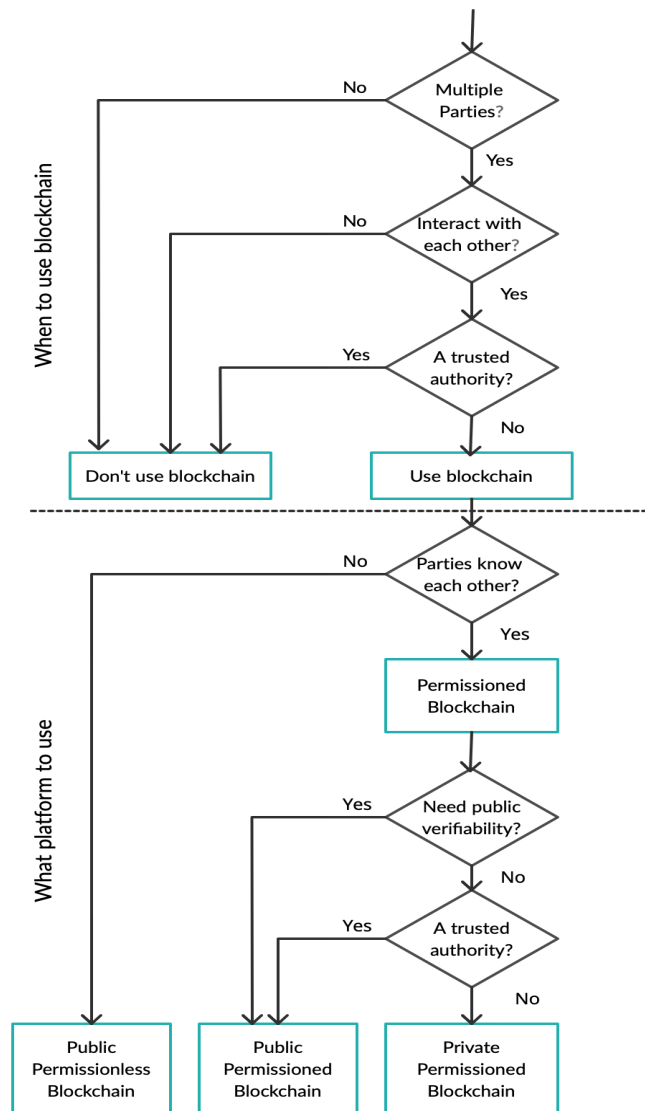 Multiple
Parties?
No
Yes
When to use blockchain
Interact with
each other?
No
Yes
A trusted
authority?
Yes
No
Don't use blockchain
Use blockchain
Parties know
each other?
No
Yes
Permissioned
Blockchain
What platform to use
Need public
verifiability?
Yes
No
A trusted
authority?
Yes
No
Public
Permissionless
Blockchain
Public
Permissioned
Blockchain
Private
Permissioned
Blockchain